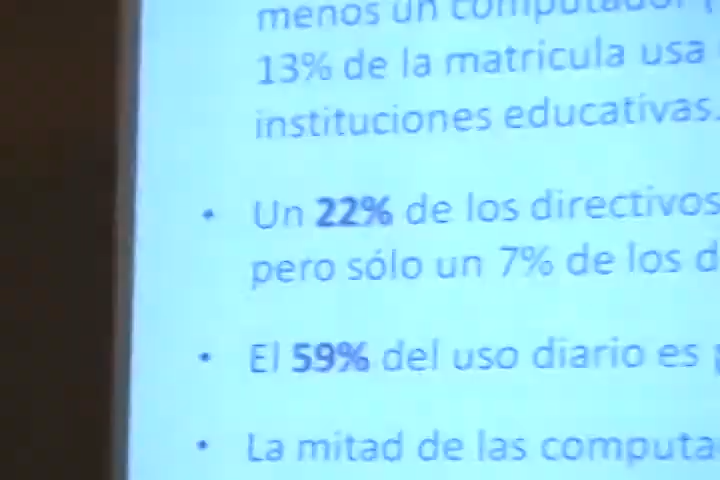 menos un computador
13% de la matricula usa
instituciones educativas.
• Un 22% de los directivos
pero sólo un 7% de los
• El 59% del uso diario es
• La mitad de las